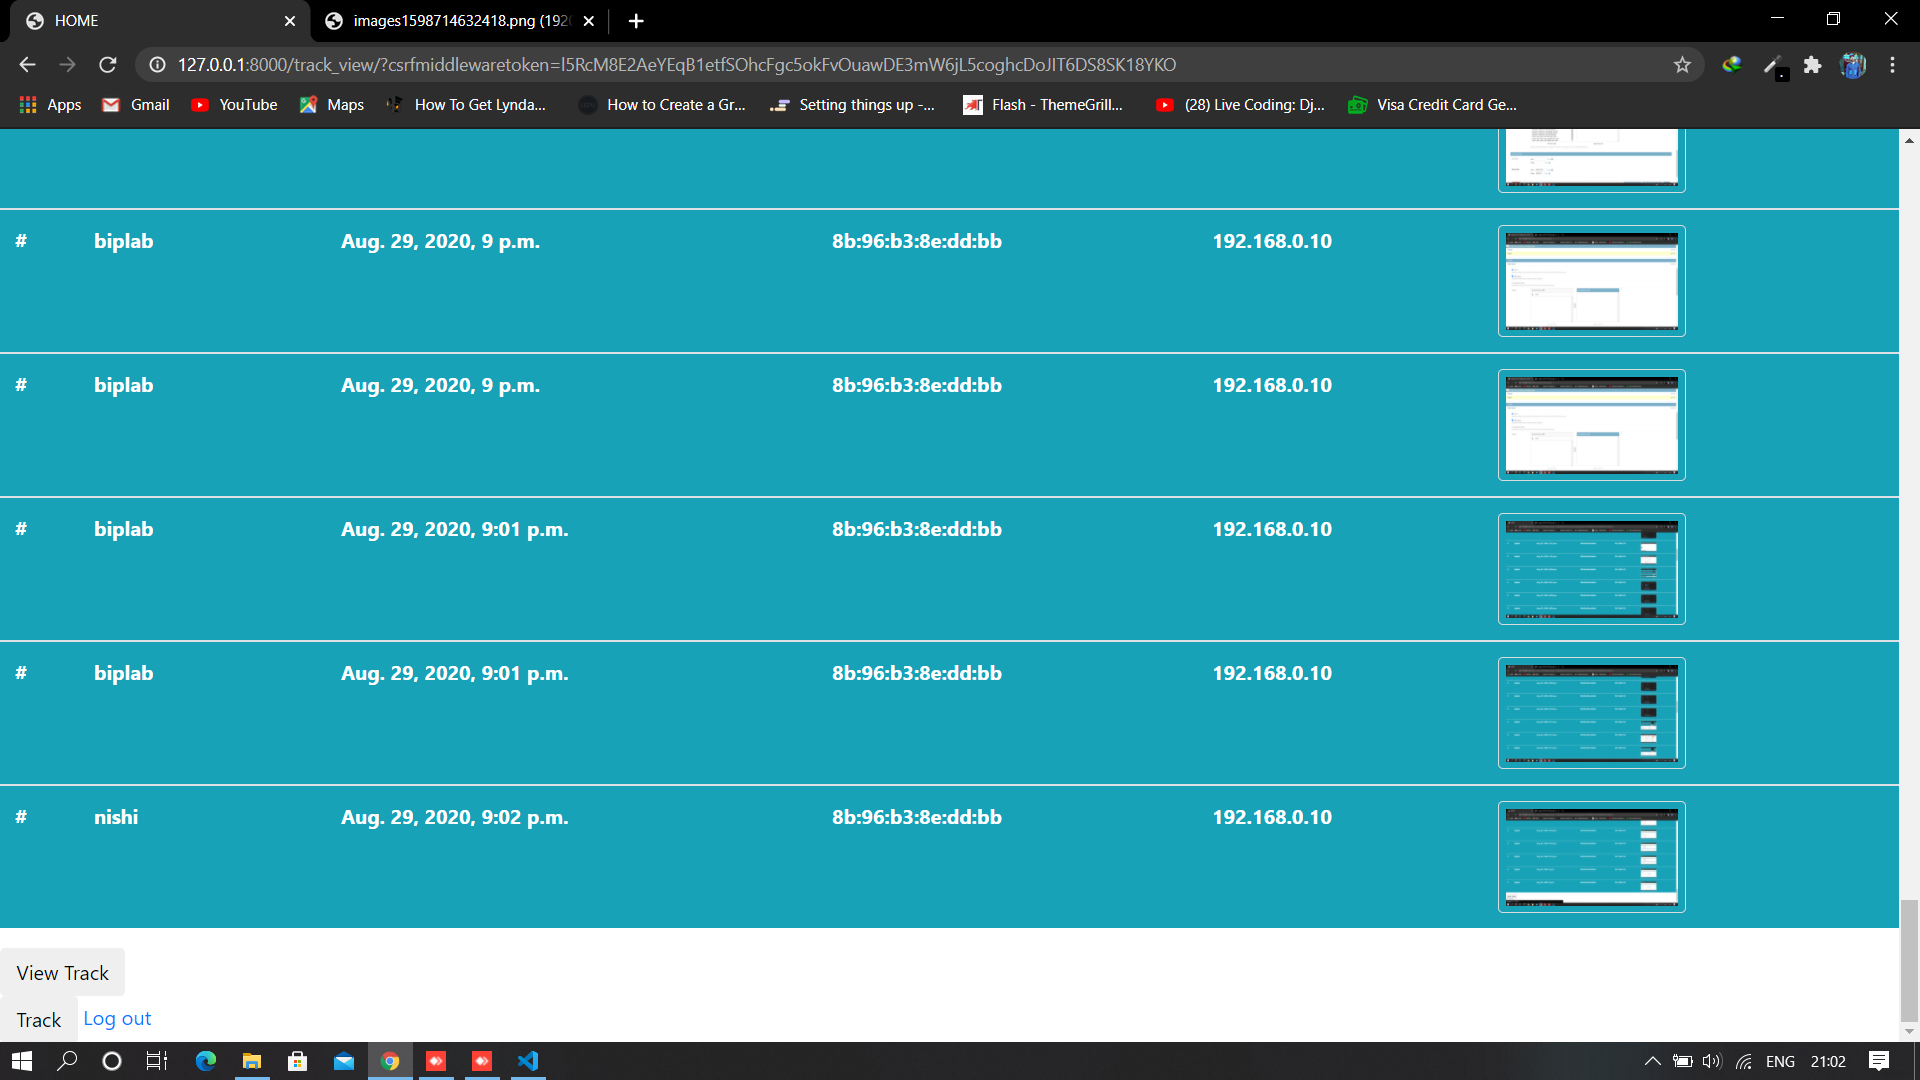 HOME
images1598714632418.png (192
127.0.0.1:8000/track_view/?csrfmiddlewaretoken=l5RcM8E2AeYEqB1etfSOhcFgc5okFvOuawDE3mW6jL5coghcDoJIT6DS8SK18YKO
Apps Gmail YouTube Maps How To Get Lynda... How to Create a Gr... Setting things up -... Flash - ThemeGrill... (28) Live Coding: Dj... Visa Credit Card Ge...
# biplab Aug. 29, 2020, 9 p.m. 8b:96:b3:8e:dd:bb 192.168.0.10
# biplab Aug. 29, 2020, 9 p.m. 8b:96:b3:8e:dd:bb 192.168.0.10
# biplab Aug. 29, 2020, 9:01 p.m. 8b:96:b3:8e:dd:bb 192.168.0.10
# biplab Aug. 29, 2020, 9:01 p.m. 8b:96:b3:8e:dd:bb 192.168.0.10
# nishi Aug. 29, 2020, 9:02 p.m. 8b:96:b3:8e:dd:bb 192.168.0.10
View Track
Track Log out
ENG 21:02